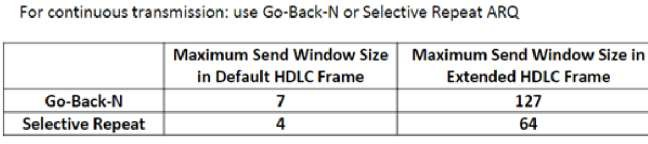 For continuous transmission: use Go-Back-N or Selective Repeat ARQ
Maximum Send Window Size in Default HDLC Frame
Maximum Send Window Size in Extended HDLC Frame
Go-Back-N 7 127
Selective Repeat 4 64